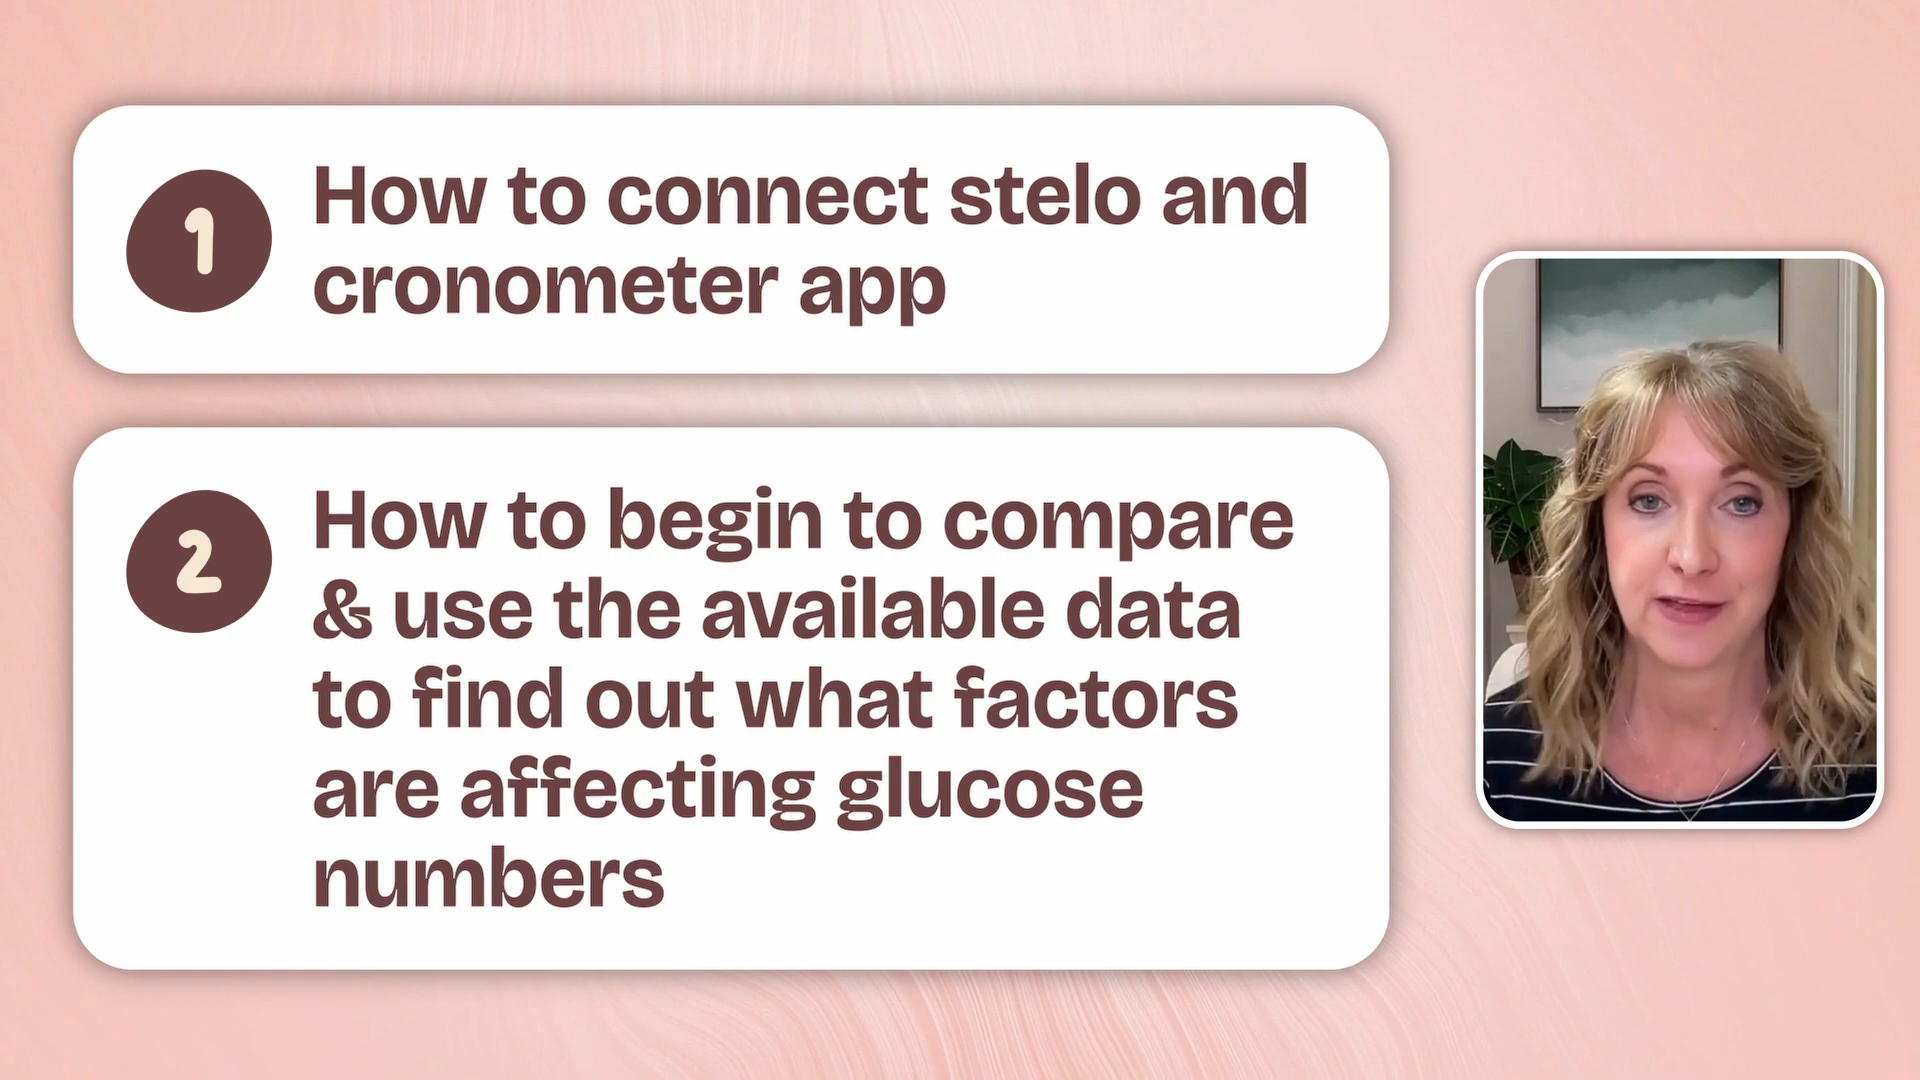 1
How to connect stelo and
cronometer app
2
How to begin to compare
& use the available data
to find out what factors
are affecting glucose
numbers